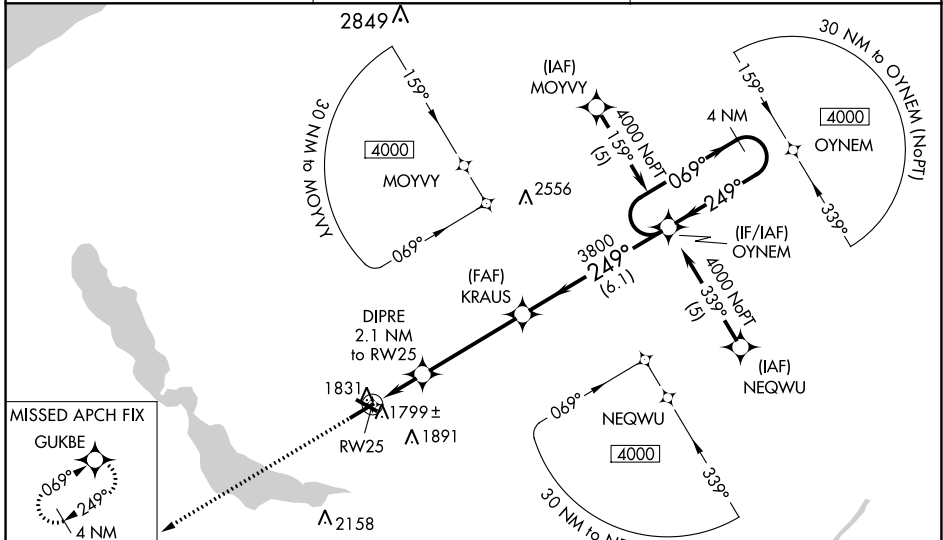 2849
(IAF)
MOYVY
30 NM to OYNEM (NoPT)
159°
30 NM to MOYVY
4000
MOYVY
069°
4000 NoPT
159°
(5)
4 NM
069°
249°
159°
4000
OYNEM
339°
2556
(IF/IAF)
OYNEM
3800
249°
(6.1)
(FAF)
KRAUS
4000 NoPT
339°
(5)
(IAF)
NEQWU
DIPRE
2.1 NM
to RW25
1831
1799±
RW25
1891
069°
NEQWU
4000
339°
30 NM to
MISSED APCH FIX
GUKBE
069°
249°
4 NM
2158